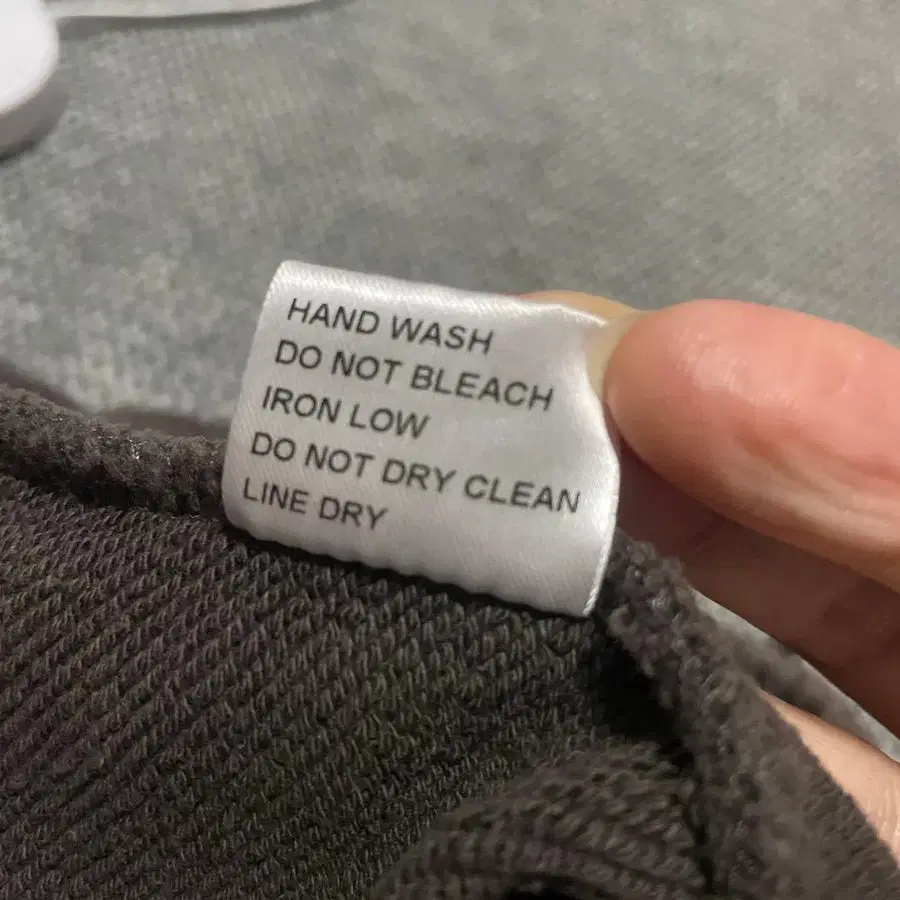 HAND WASH
DO NOT BLEACH
IRON LOW
DO NOT DRY CLEAN
LINE DRY